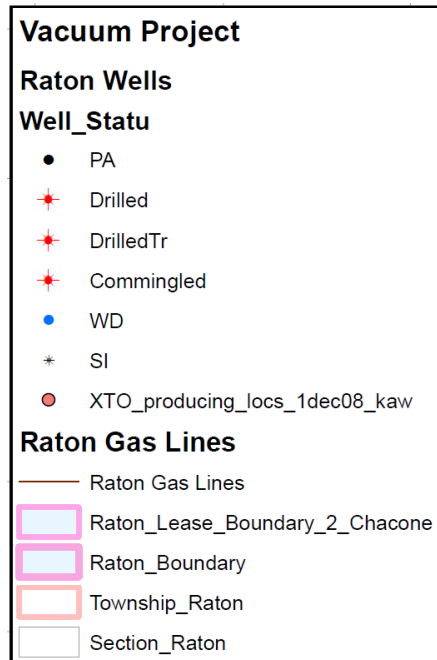 Vacuum Project
Raton Wells
Well_Statu
PA
Drilled
DrilledTr
Commingled
WD
SI
XTO_producing_locs_1dec08_kaw
Raton Gas Lines
Raton Gas Lines
Raton_Lease_Boundary_2_Chacone
Raton_Boundary
Township_Raton
Section_Raton